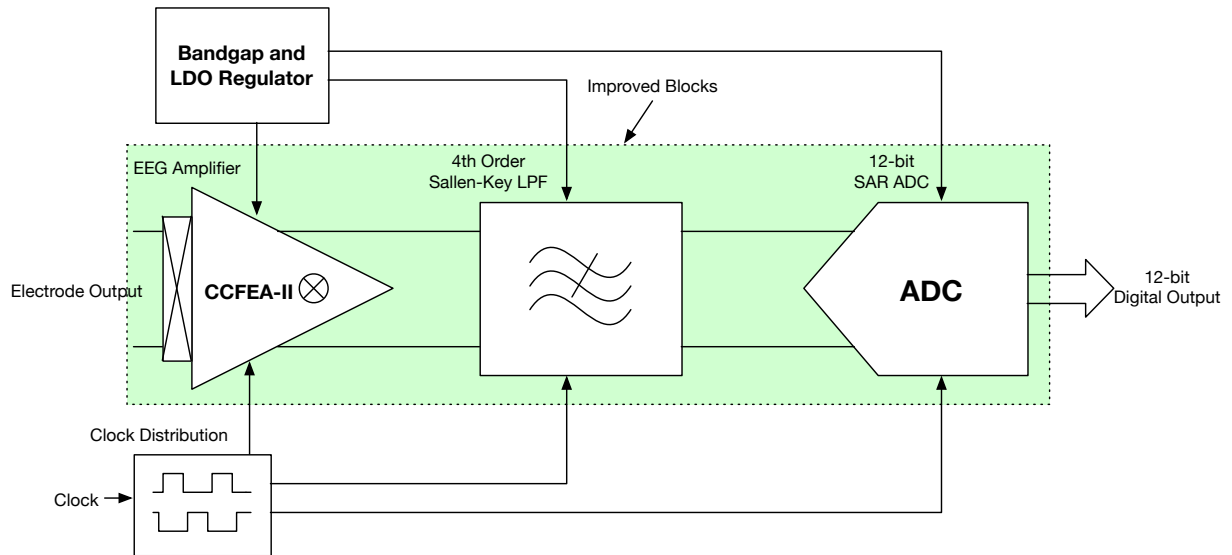 Bandgap and
LDO Regulator
Improved Blocks
EEG Amplifier
4th Order
Sallen-Key LPF
12-bit
SAR ADC
CCFEA-II
ADC
Electrode Output
12-bit
Digital Output
Clock Distribution
Clock